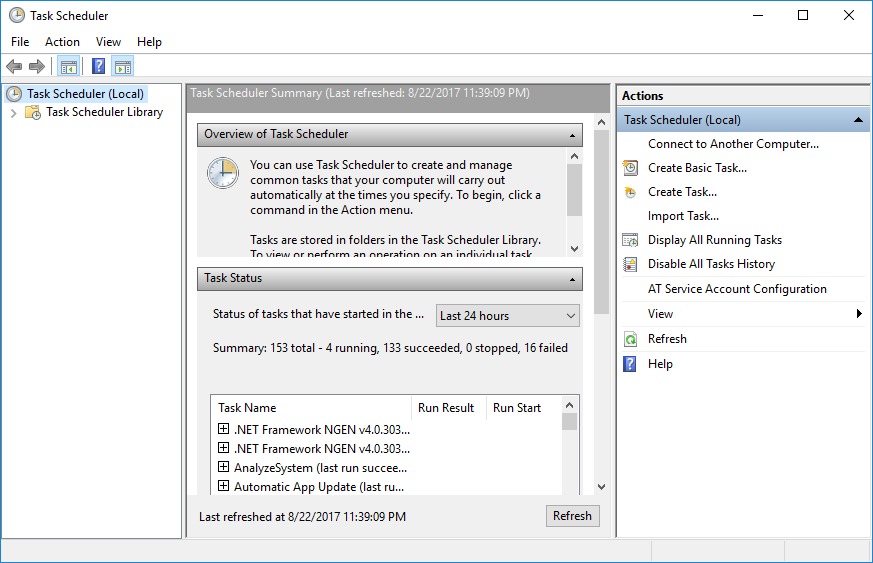 Task Scheduler
File Action View Help
Task Scheduler (Local)
Task Scheduler Library
Task Scheduler Summary (Last refreshed: 8/22/2017 11:39:09 PM)
Overview of Task Scheduler
You can use Task Scheduler to create and manage
common tasks that your computer will carry out
automatically at the times you specify. To begin, click a
command in the Action menu.
Tasks are stored in folders in the Task Scheduler Library.
To view or perform an operation on an individual task
Task Status
Status of tasks that have started in the ... Last 24 hours
Summary: 153 total - 4 running, 133 succeeded, 0 stopped, 16 failed
Task Name Run Result Run Start
.NET Framework NGEN v4.0.303...
.NET Framework NGEN v4.0.303...
AnalyzeSystem (last run succee...
Automatic App Update (last ru...
Last refreshed at 8/22/2017 11:39:09 PM Refresh
Actions
Task Scheduler (Local)
Connect to Another Computer...
Create Basic Task...
Create Task...
Import Task...
Display All Running Tasks
Disable All Tasks History
AT Service Account Configuration
View
Refresh
Help